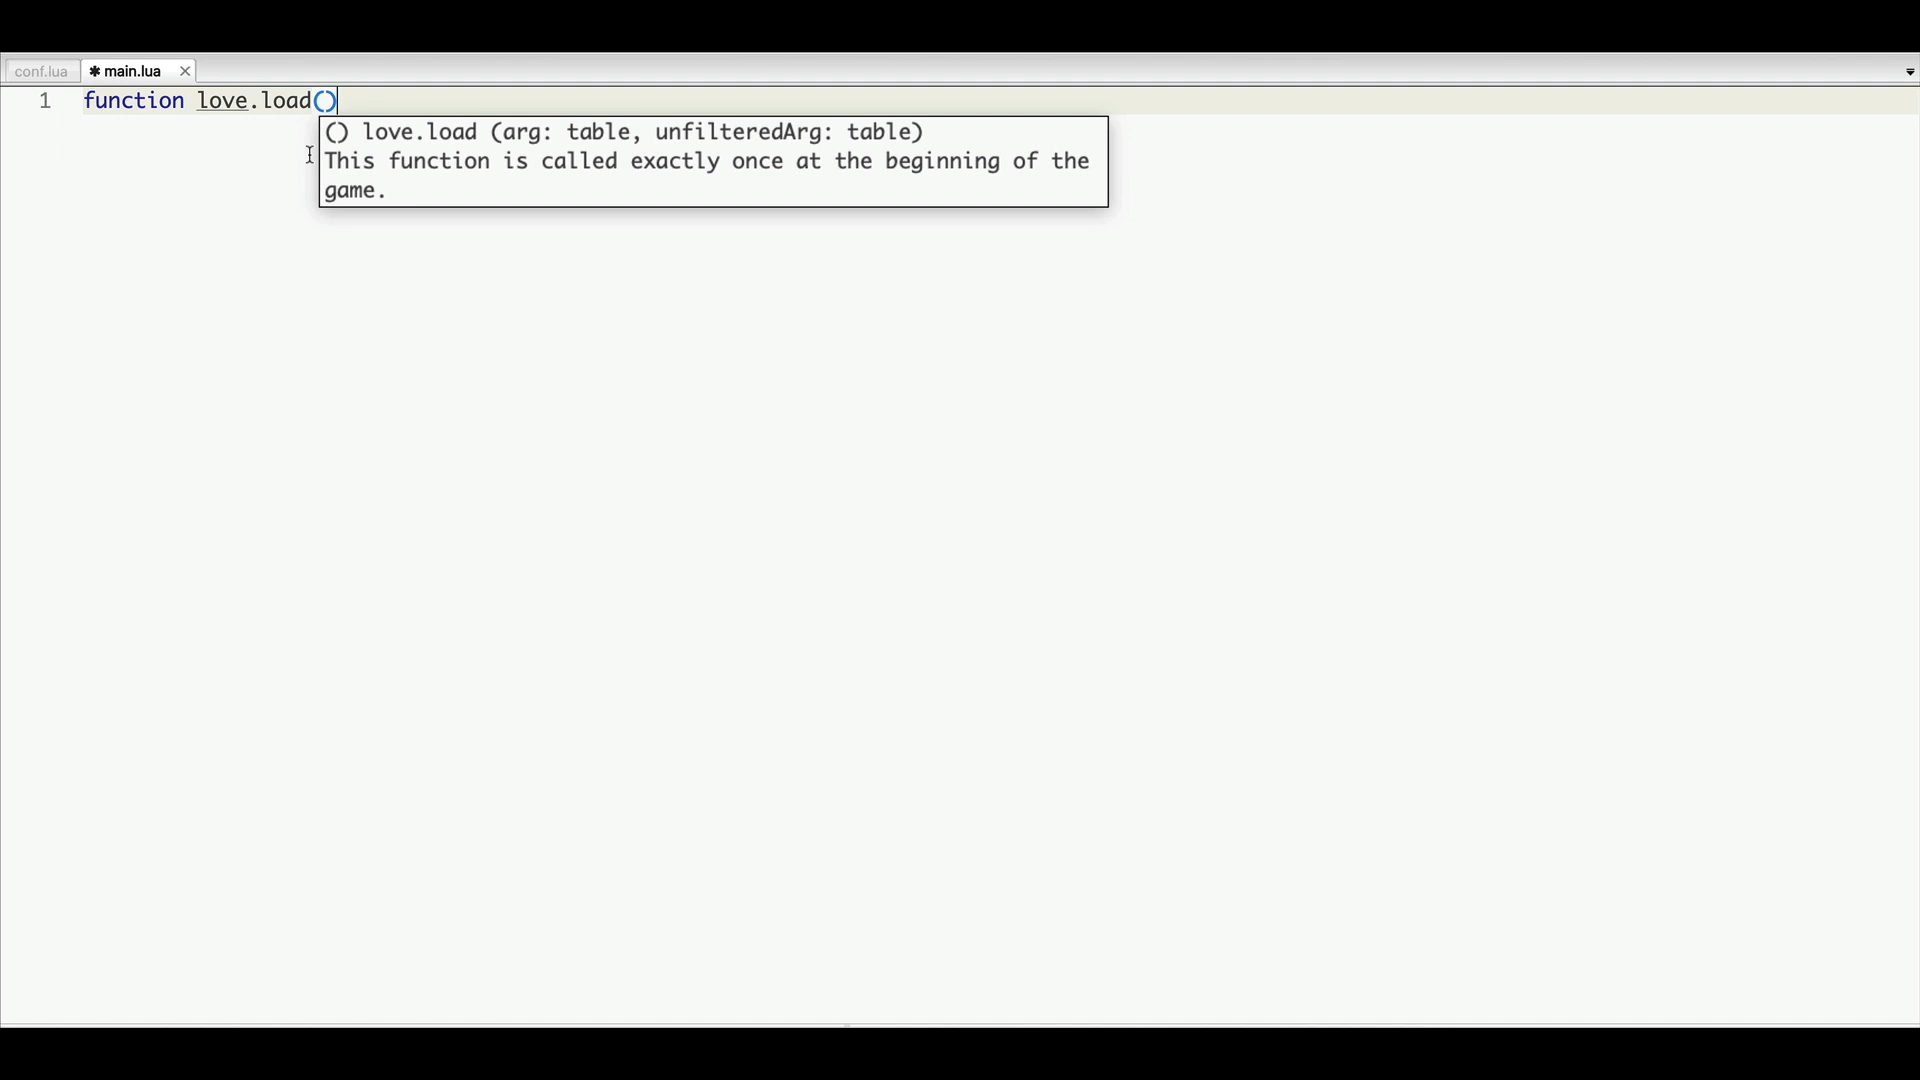 conf.lua
✱ main.lua
1 function love.load()
() love.load (arg: table, unfilteredArg: table)
This function is called exactly once at the beginning of the
game.